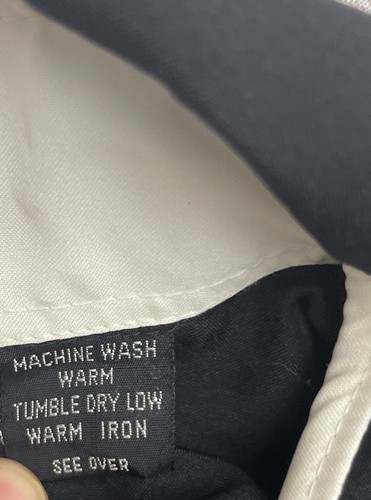 MACHINE WASH
WARM
TUMBLE DRY LOW
WARM IRON
SEE OVER